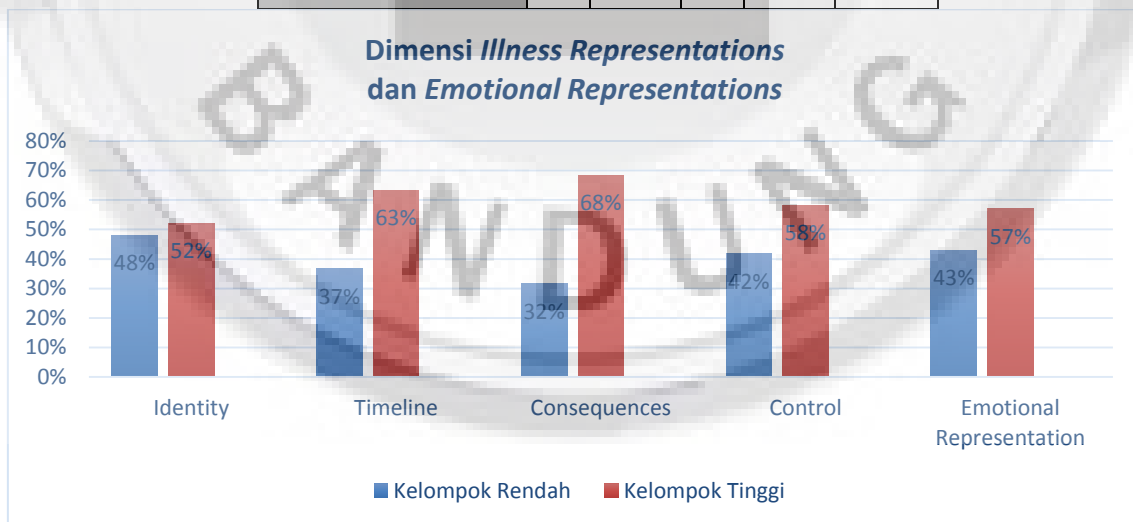 Dimensi Illness Representations
dan Emotional Representations
BANDUNG
80%
70%
60%
50%
40%
30%
20%
10%
0%
48% 52% 37% 63% 32% 68% 42% 58% 43% 57%
Identity Timeline Consequences Control Emotional
Representation
Kelompok Rendah Kelompok Tinggi